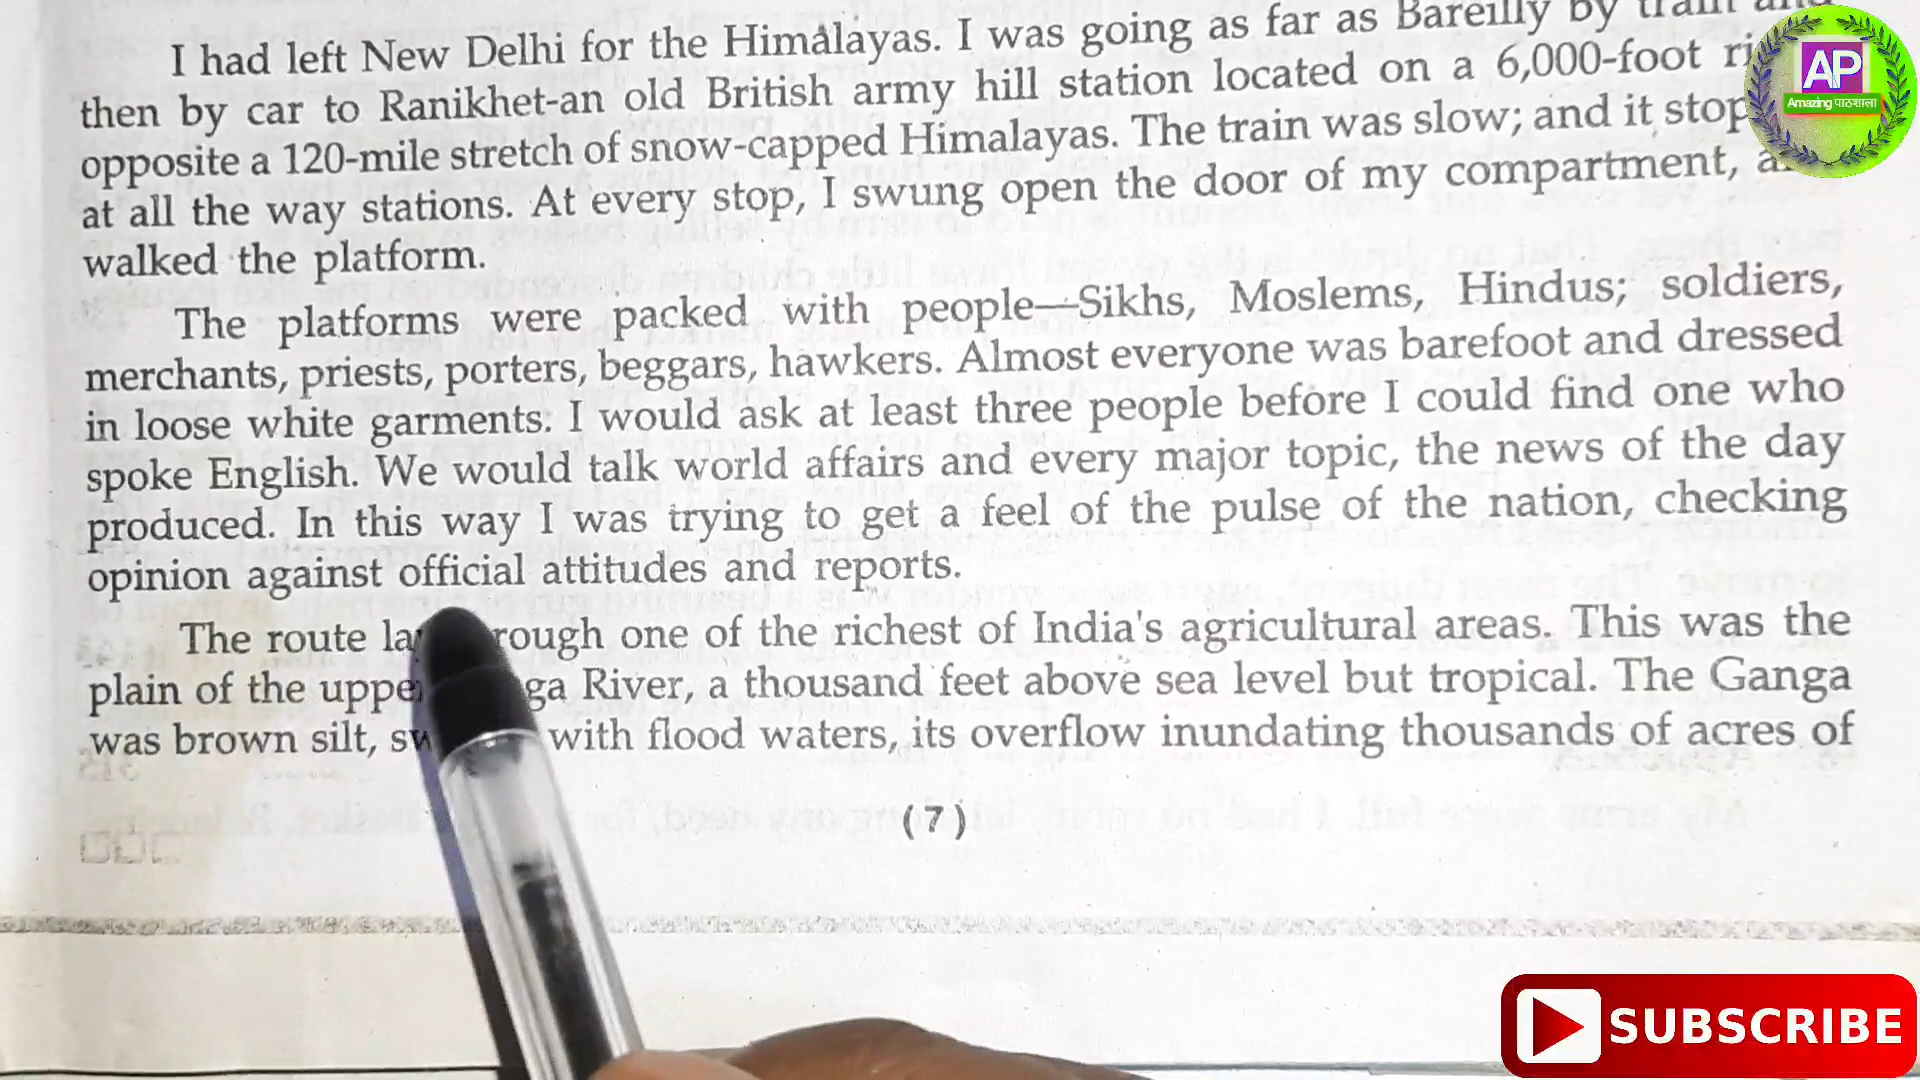 I had left New Delhi for the Himalayas. I was going as far as Bareilly by train
then by car to Ranikhet-an old British army hill station located on a 6,000-foot
opposite a 120-mile stretch of snow-capped Himalayas. The train was slow; and it
at all the way stations. At every stop, I swung open the door of my compartment,
walked the platform.
The platforms were packed with people—Sikhs, Moslems, Hindus; soldiers,
merchants, priests, porters, beggars, hawkers. Almost everyone was barefoot and dressed
in loose white garments: I would ask at least three people before I could find one who
spoke English. We would talk world affairs and every major topic, the news of the day
produced. In this way I was trying to get a feel of the pulse of the nation, checking
opinion against official attitudes and reports.
The route one of the richest of India's agricultural areas. This was the
plain of the River, a thousand feet above sea level but tropical. The Ganga
was brown silt, with flood waters, its overflow inundating thousands of acres of
(7)
AP
Amazing पाठशाला
SUBSCRIBE